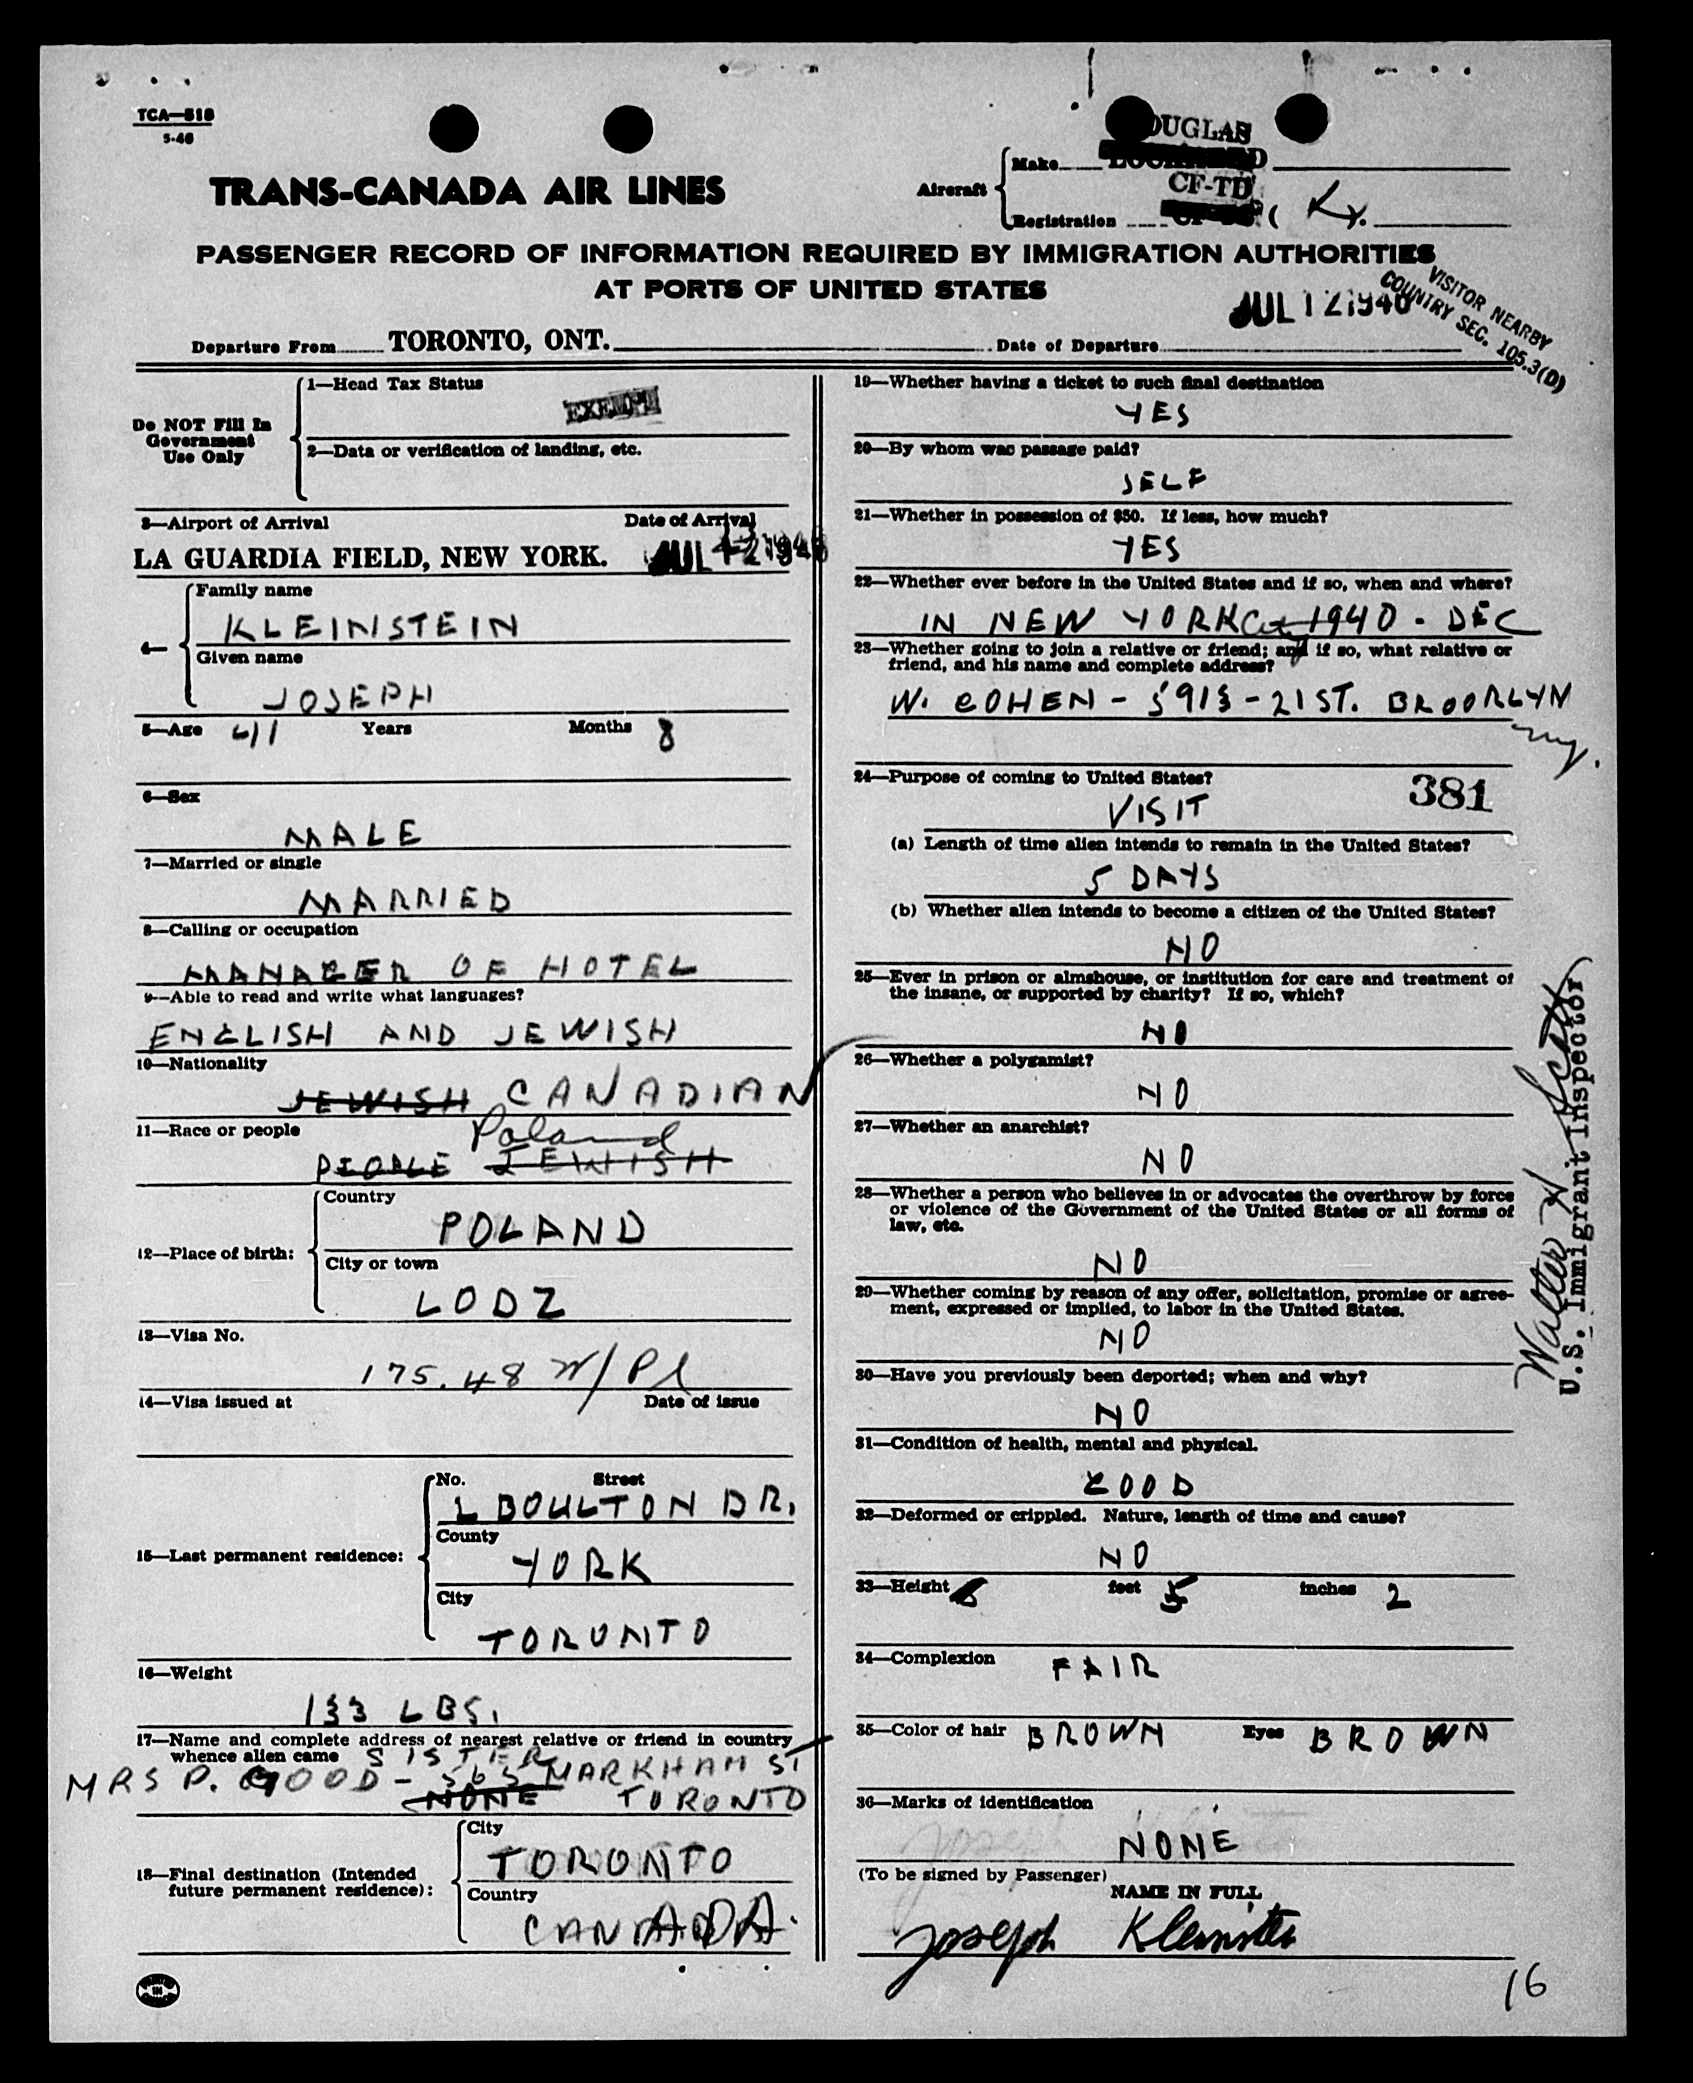 TCA—518
5-46
DOUGLAS
TRANS-CANADA AIR LINES
Aircraft
Make
CF-TD
Registration
PASSENGER RECORD OF INFORMATION REQUIRED BY IMMIGRATION AUTHORITIES
AT PORTS OF UNITED STATES
VISITOR NEARBY
COUNTRY SEC. 105.3(D)
JUL 12 1946
Departure From TORONTO, ONT. Date of Departure
Do NOT Fill In
Government
Use Only
1—Head Tax Status
EXEMPT
2—Data or verification of landing, etc.
3—Airport of Arrival Date of Arrival
LA GUARDIA FIELD, NEW YORK. JUL 12 1946
4—
Family name
KLEINSTEIN
Given name
JOSEPH
5—Age 41 Years Months 8
6—Sex
MALE
7—Married or single
MARRIED
8—Calling or occupation
MANAGER OF HOTEL
9—Able to read and write what languages?
ENGLISH AND JEWISH
10—Nationality
JEWISH CANADIAN
11—Race or people
Poland
PEOPLE JEWISH
12—Place of birth:
Country
POLAND
City or town
LODZ
13—Visa No.
175.48 W/Pl
14—Visa issued at Date of issue
15—Last permanent residence:
No. Street
1 BOULTON DR.
County
YORK
City
TORONTO
16—Weight
133 LBS.
17—Name and complete address of nearest relative or friend in country
whence alien came SISTER
MRS P. GOOD - 565 MARKHAM ST
NONE TORONTO
18—Final destination (Intended
future permanent residence):
City
TORONTO
Country
CANADA.
19—Whether having a ticket to such final destination
YES
20—By whom was passage paid?
SELF
21—Whether in possession of $50. If less, how much?
YES
22—Whether ever before in the United States and if so, when and where?
IN NEW YORK City 1940 - DEC
23—Whether going to join a relative or friend; and if so, what relative or
friend, and his name and complete address?
W. COHEN - 5913 - 21 ST. BROOKLYN
ny.
24—Purpose of coming to United States?
381
VISIT
(a) Length of time alien intends to remain in the United States?
5 DAYS
(b) Whether alien intends to become a citizen of the United States?
NO
25—Ever in prison or almshouse, or institution for care and treatment of
the insane, or supported by charity? If so, which?
NO
26—Whether a polygamist?
NO
27—Whether an anarchist?
NO
28—Whether a person who believes in or advocates the overthrow by force
or violence of the Government of the United States or all forms of
law, etc.
NO
29—Whether coming by reason of any offer, solicitation, promise or agree-
ment, expressed or implied, to labor in the United States.
NO
30—Have you previously been deported; when and why?
NO
31—Condition of health, mental and physical.
GOOD
32—Deformed or crippled. Nature, length of time and cause?
NO
33—Height feet 5 inches 2
34—Complexion FAIR
35—Color of hair BROWN Eyes BROWN
36—Marks of identification
NONE
(To be signed by Passenger)
NAME IN FULL
Joseph Kleinstein
Walter H Scott
U.S. Immigrant Inspector
16